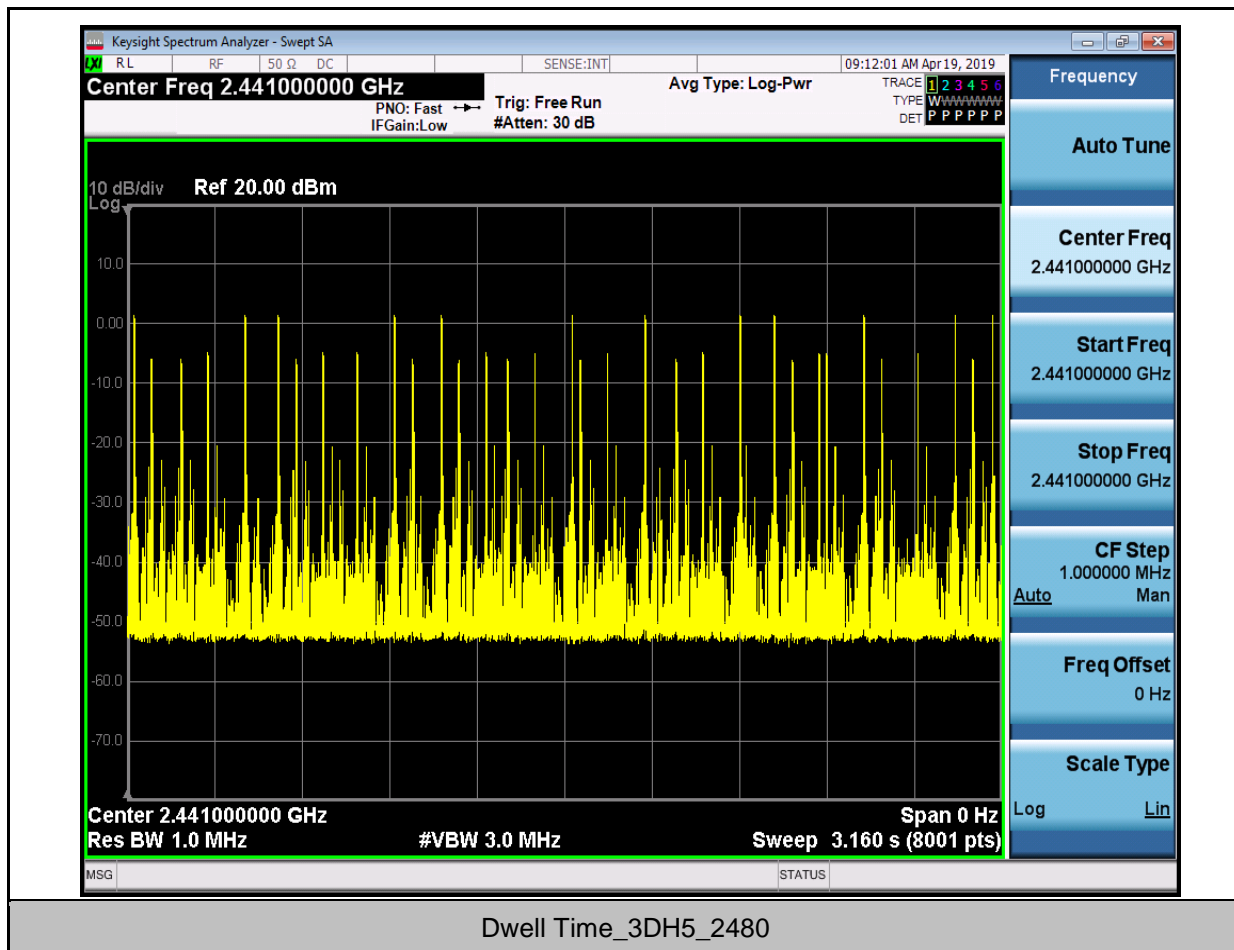 Keysight Spectrum Analyzer - Swept SA
LXI RL RF 50 Ω DC SENSE:INT 09:12:01 AM Apr 19, 2019
Center Freq 2.441000000 GHz
PNO: Fast
IFGain:Low
Trig: Free Run
#Atten: 30 dB
Avg Type: Log-Pwr
TRACE 1 2 3 4 5 6
TYPE WWWWWW
DET P P P P P P
10 dB/div Ref 20.00 dBm
Log
10.0
0.00
-10.0
-20.0
-30.0
-40.0
-50.0
-60.0
-70.0
Center 2.441000000 GHz Span 0 Hz
Res BW 1.0 MHz #VBW 3.0 MHz Sweep 3.160 s (8001 pts)
MSG STATUS
Frequency
Auto Tune
Center Freq
2.441000000 GHz
Start Freq
2.441000000 GHz
Stop Freq
2.441000000 GHz
CF Step
1.000000 MHz
Auto Man
Freq Offset
0 Hz
Scale Type
Log Lin
Dwell Time_3DH5_2480